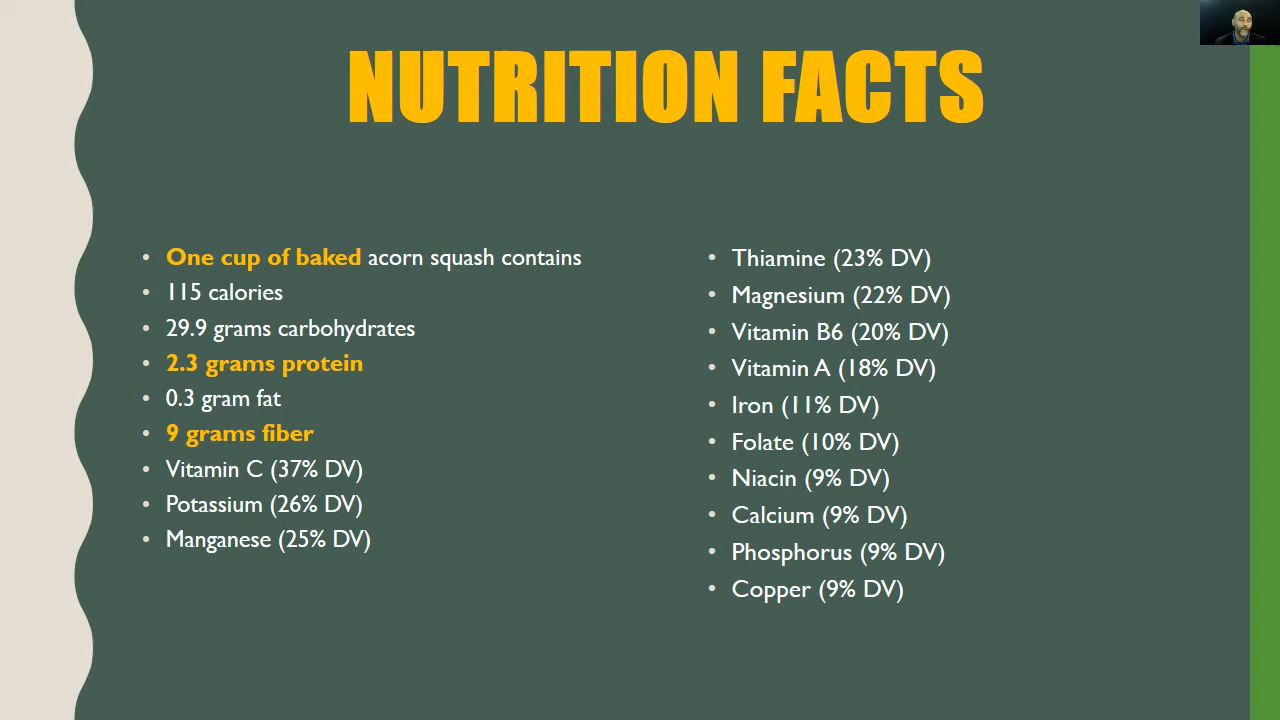 NUTRITION FACTS
• One cup of baked acorn squash contains
• 115 calories
• 29.9 grams carbohydrates
• 2.3 grams protein
• 0.3 gram fat
• 9 grams fiber
• Vitamin C (37% DV)
• Potassium (26% DV)
• Manganese (25% DV)
• Thiamine (23% DV)
• Magnesium (22% DV)
• Vitamin B6 (20% DV)
• Vitamin A (18% DV)
• Iron (11% DV)
• Folate (10% DV)
• Niacin (9% DV)
• Calcium (9% DV)
• Phosphorus (9% DV)
• Copper (9% DV)